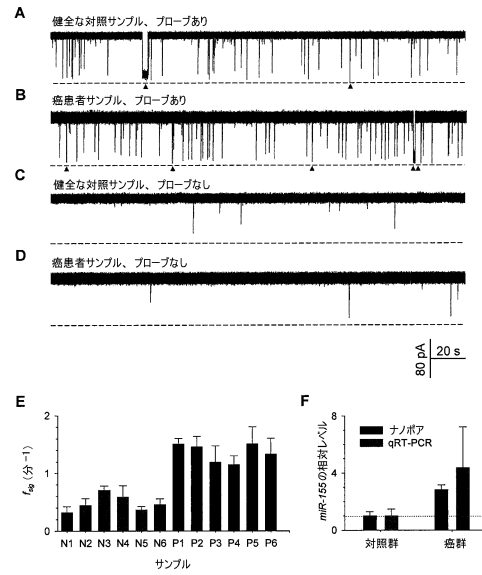 A
健全な対照サンプル、プローブあり
B
癌患者サンプル、プローブあり
C
健全な対照サンプル、プローブなし
D
癌患者サンプル、プローブなし
80 pA
20 s
E
fsig (分⁻¹)
2
1
0
N1 N2 N3 N4 N5 N6 P1 P2 P3 P4 P5 P6
サンプル
F
miR-155の相対レベル
8
4
0
ナノポア
qRT-PCR
対照群 癌群